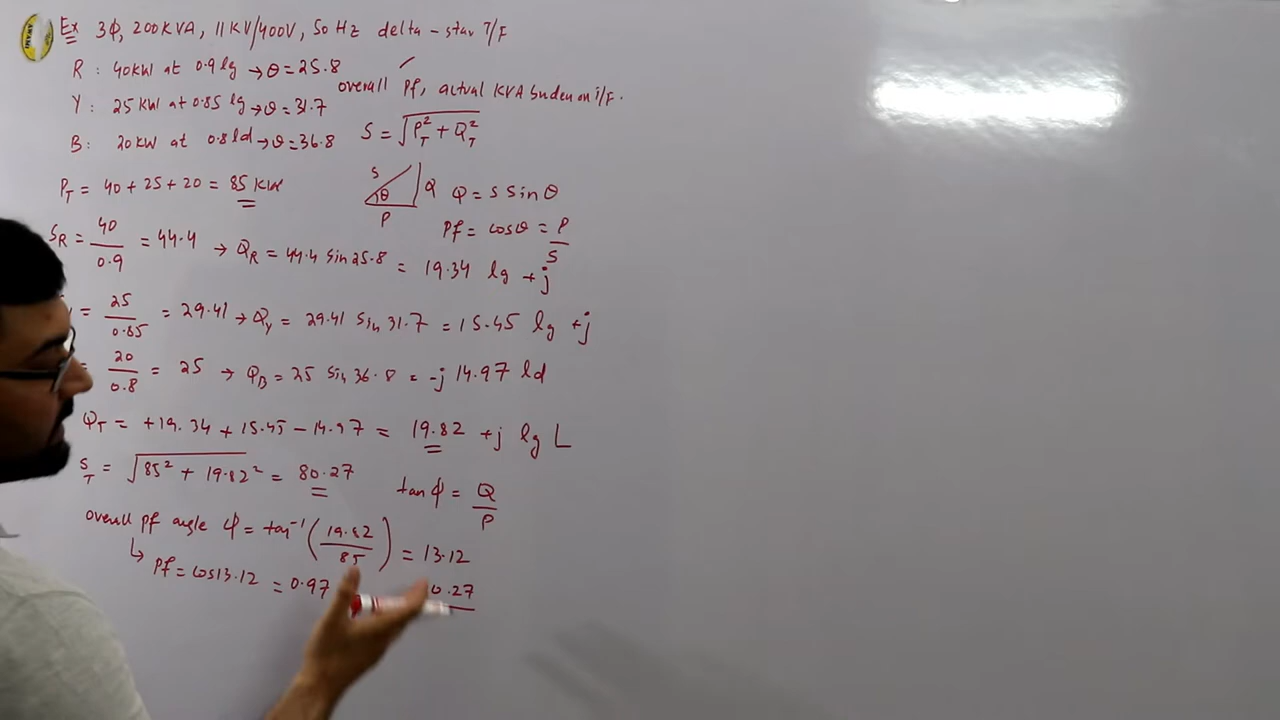 Ex 3φ, 200KVA, 11KV/400V, 50 Hz delta - star T/F
R : 40kW at 0.9 lg → θ = 25.8
overall Pf, actual KVA burden on T/F.
Y : 25 KW at 0.85 lg → θ = 31.7
B : 20KW at 0.8 ld → θ = 36.8
S = √(P_T² + Q_T²)
P_T = 40 + 25 + 20 = 85 KW
S θ P Q
Q = S sin θ
Pf = cosθ = P/S
S_R = 40/0.9 = 44.4 → Q_R = 44.4 sin 25.8 = 19.34 lg +j
= 25/0.85 = 29.41 → Q_Y = 29.41 sin 31.7 = 15.45 lg +j
= 20/0.8 = 25 → Q_B = 25 sin 36.8 = -j 14.97 ld
Q_T = +19.34 + 15.45 - 14.97 = 19.82 +j lg L
S_T = √(85² + 19.82²) = 80.27
tan φ = Q/P
overall pf angle φ = tan⁻¹(19.82/85) = 13.12
↳ Pf = cos13.12 = 0.97
0.27